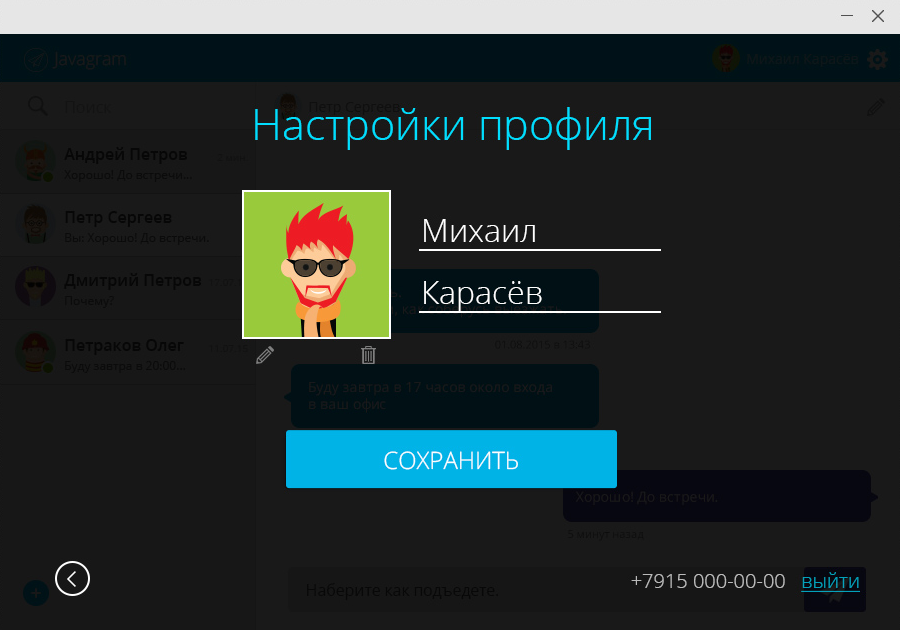 Javagram
Михаил Карасёв
Поиск
Петр Сергеев
Настройки профиля
Андрей Петров
2 мин
Хорошо! До встречи...
Петр Сергеев
Вы: Хорошо! До встречи.
Дмитрий Петров
Почему?
Петраков Олег
Буду завтра в 20:00...
Михаил
Карасёв
01.08.2015 в 13:43
Буду завтра в 17 часов около входа
в ваш офис
СОХРАНИТЬ
Хорошо! До встречи.
5 минут назад
+7915 000-00-00 выйти
Наберите как подъедете.